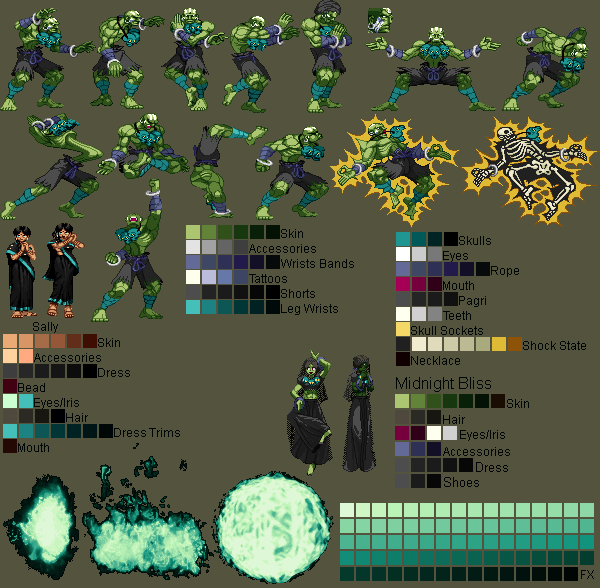 Skin
Accessories
Wrists Bands
Tattoos
Shorts
Leg Wrists
Skulls
Eyes
Rope
Mouth
Pagri
Teeth
Skull Sockets
Shock State
Necklace
Sally
Skin
Accessories
Dress
Bead
Eyes/Iris
Hair
Dress Trims
Mouth
Midnight Bliss
Skin
Hair
Eyes/Iris
Accessories
Dress
Shoes
FX